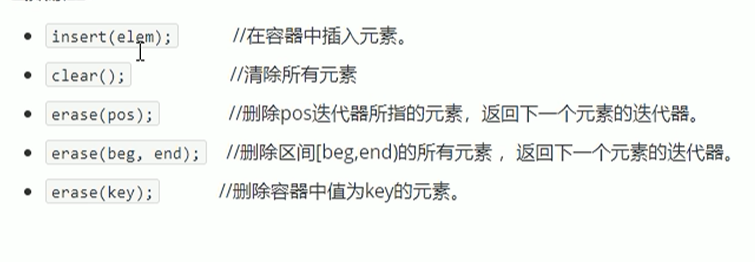 insert(elem); //在容器中插入元素。
clear(); //清除所有元素
erase(pos); //删除pos迭代器所指的元素，返回下一个元素的迭代器。
erase(beg, end); //删除区间[beg,end)的所有元素 ，返回下一个元素的迭代器。
erase(key); //删除容器中值为key的元素。